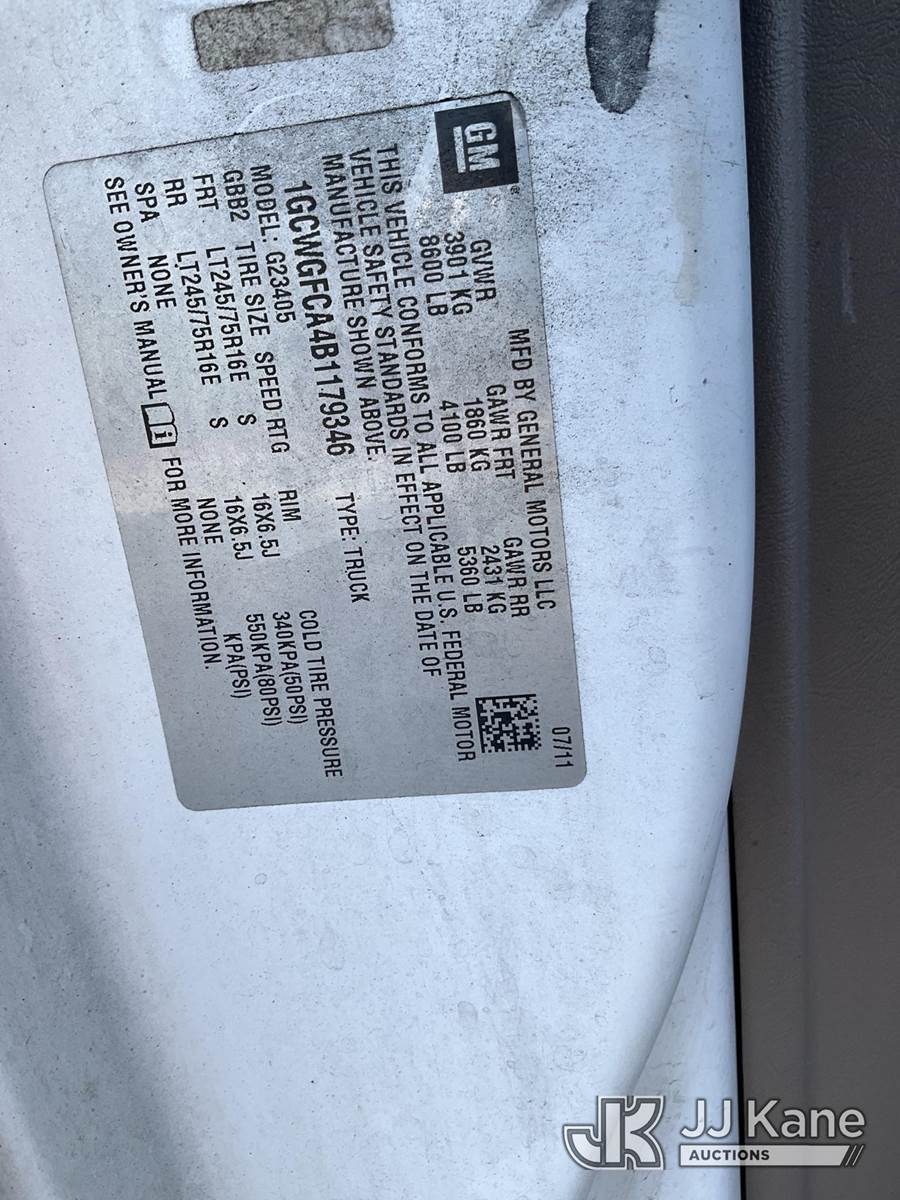 GM
MFD BY GENERAL MOTORS LLC 07/11
GVWR GAWR FRT GAWR RR
3901 KG 1860 KG 2431 KG
8600 LB 4100 LB 5360 LB
THIS VEHICLE CONFORMS TO ALL APPLICABLE U.S. FEDERAL MOTOR
VEHICLE SAFETY STANDARDS IN EFFECT ON THE DATE OF
MANUFACTURE SHOWN ABOVE.
1GCWGFCA4B1179346 TYPE: TRUCK
MODEL: G23405
GBB2 TIRE SIZE SPEED RTG RIM COLD TIRE PRESSURE
FRT. LT245/75R16E S 16X6.5J 340KPA(50PSI)
RR LT245/75R16E S 16X6.5J 550KPA(80PSI)
SPA NONE NONE KPA(PSI)
SEE OWNER'S MANUAL FOR MORE INFORMATION.
JK JJ Kane
AUCTIONS